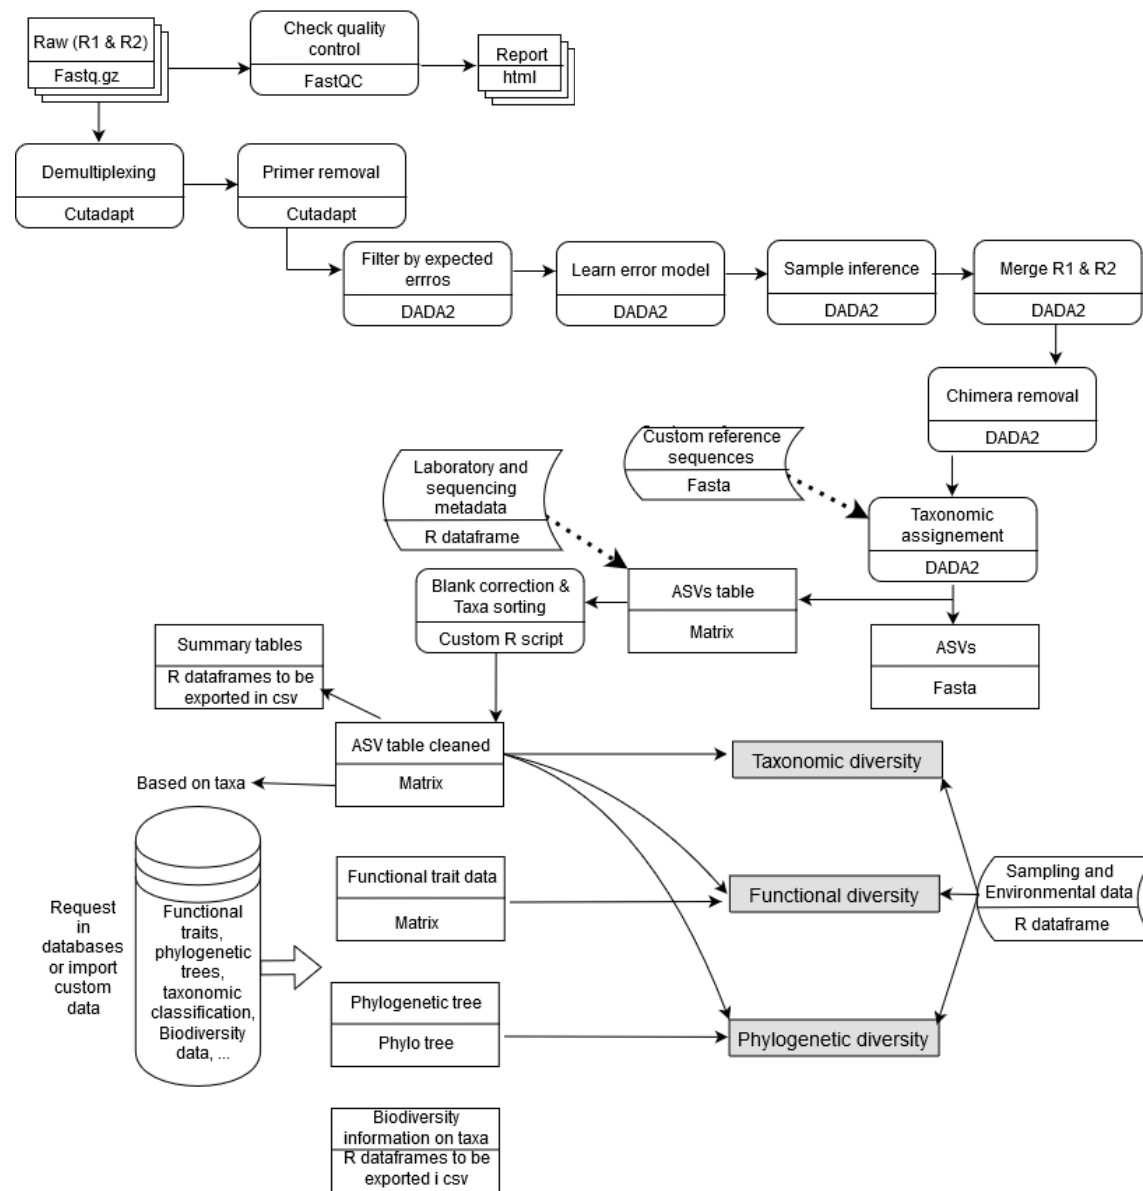 Raw (R1 & R2)
Fastq.gz
Check quality
control
FastQC
Report
html
Demultiplexing
Cutadapt
Primer removal
Cutadapt
Filter by expected
errros
DADA2
Learn error model
DADA2
Sample inference
DADA2
Merge R1 & R2
DADA2
Chimera removal
DADA2
Custom reference
sequences
Fasta
Laboratory and
sequencing
metadata
R dataframe
Taxonomic
assignement
DADA2
Blank correction &
Taxa sorting
Custom R script
ASVs table
Matrix
ASVs
Fasta
Summary tables
R dataframes to be
exported in csv
ASV table cleaned
Matrix
Based on taxa
Taxonomic diversity
Functional trait data
Matrix
Functional diversity
Sampling and
Environmental data
R dataframe
Request
in
databases
or import
custom
data
Functional
traits,
phylogenetic
trees,
taxonomic
classification,
Biodiversity
data, ...
Phylogenetic tree
Phylo tree
Phylogenetic diversity
Biodiversity
information on taxa
R dataframes to be
exported i csv